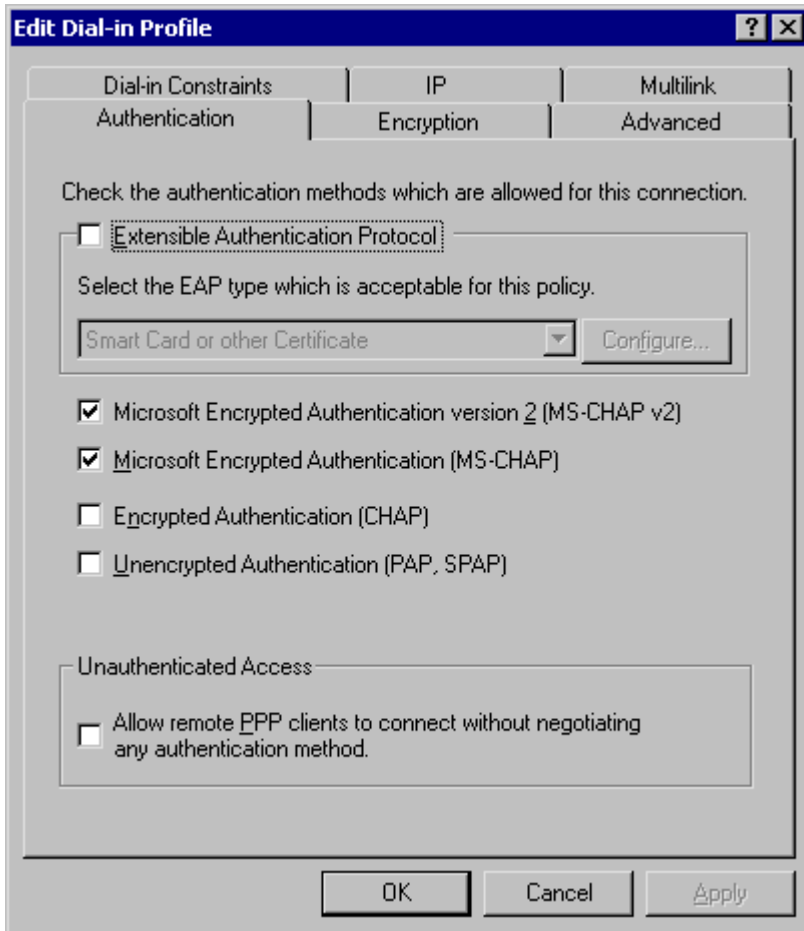 Edit Dial-in Profile
Dial-in Constraints IP Multilink
Authentication Encryption Advanced
Check the authentication methods which are allowed for this connection.
Extensible Authentication Protocol
Select the EAP type which is acceptable for this policy.
Smart Card or other Certificate Configure...
Microsoft Encrypted Authentication version 2 (MS-CHAP v2)
Microsoft Encrypted Authentication (MS-CHAP)
Encrypted Authentication (CHAP)
Unencrypted Authentication (PAP, SPAP)
Unauthenticated Access
Allow remote PPP clients to connect without negotiating
any authentication method.
OK Cancel Apply